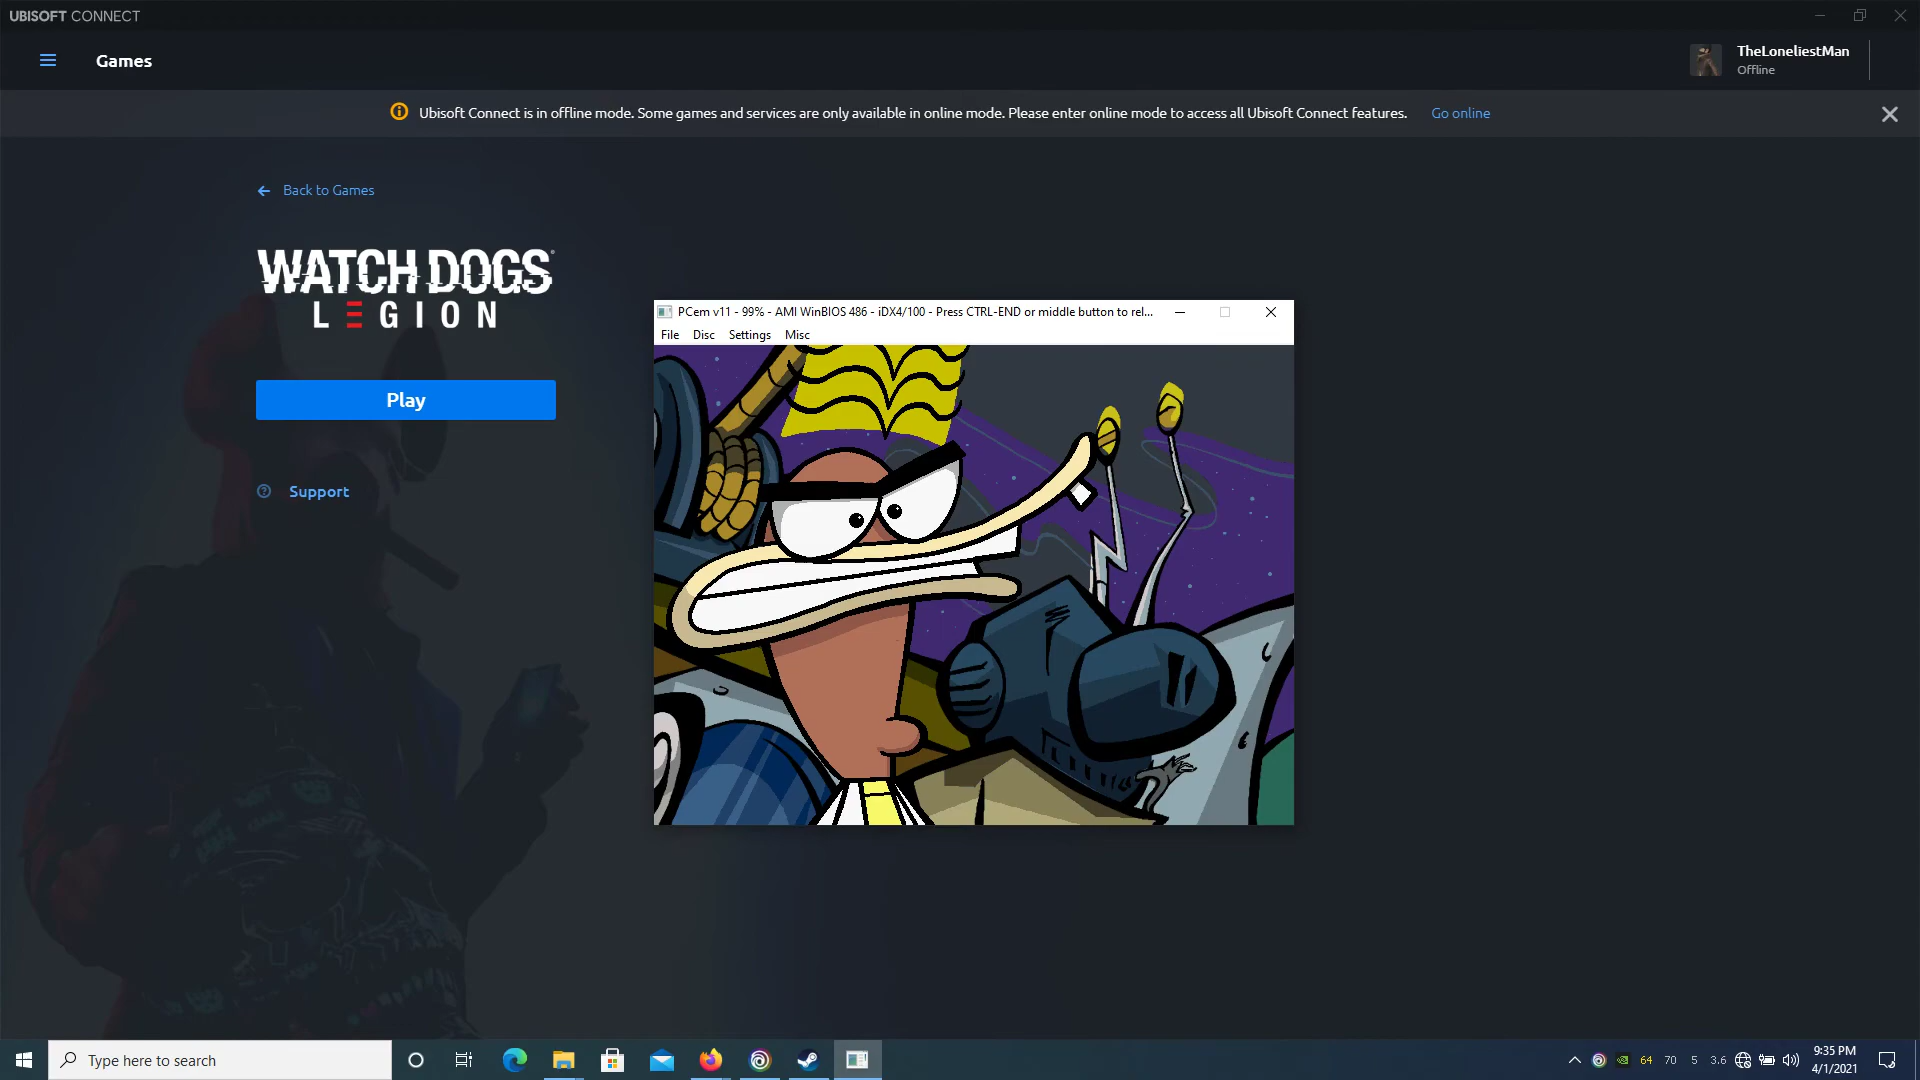 UBISOFT CONNECT
Games
TheLoneliestMan
Offline
Ubisoft Connect is in offline mode. Some games and services are only available in online mode. Please enter online mode to access all Ubisoft Connect features. Go online
Back to Games
WATCH DOGS
LEGION
Play
Support
PCem v11 - 99% - AMI WinBIOS 486 - iDX4/100 - Press CTRL-END or middle button to rel...
File Disc Settings Misc
Type here to search
64 70 5 3.6
9:35 PM
4/1/2021